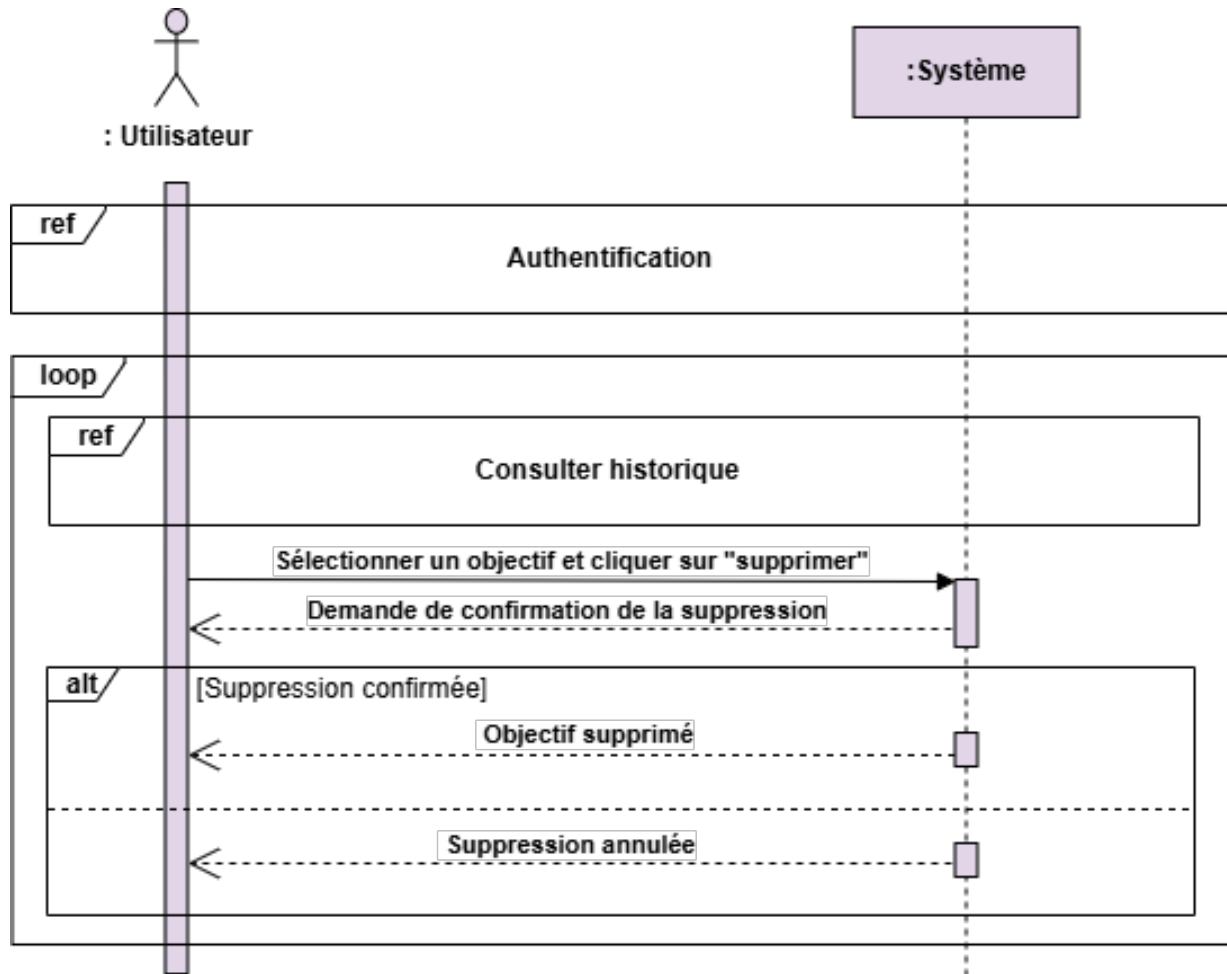 : Utilisateur
:Système
ref
Authentification
loop
ref
Consulter historique
Sélectionner un objectif et cliquer sur "supprimer"
Demande de confirmation de la suppression
alt
[Suppression confirmée]
Objectif supprimé
Suppression annulée